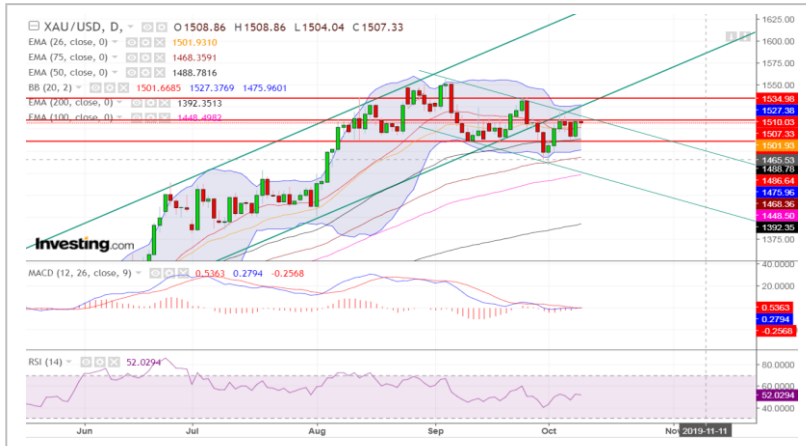 XAU/USD, D, O1508.86 H1508.86 L1504.04 C1507.33
EMA (26, close, 0) 1501.9310
EMA (75, close, 0) 1468.3591
EMA (50, close, 0) 1488.7816
BB (20, 2) 1501.6685 1527.3769 1475.9601
EMA (200, close, 0) 1392.3513
EMA (100, close, 0) 1448.4982
1625.00
1600.00
1575.00
1550.00
1534.98
1527.38
1510.03
1507.33
1501.93
1465.53
1488.78
1486.64
1475.96
1468.36
1448.50
1392.35
1375.00
Investing.com
MACD (12, 26, close, 9) 0.5363 0.2794 -0.2568
40.0000
20.0000
0.5363
0.2794
-0.2568
RSI (14) 52.0294
80.0000
60.0000
52.0294
40.0000
Jun Jul Aug Sep Oct 2019-11-11